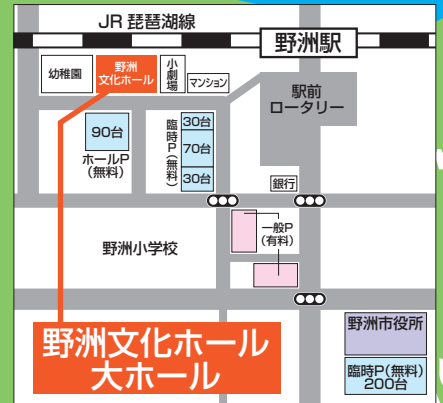 JR 琵琶湖線
野洲駅
幼稚園
野洲
文化ホール
小劇場
マンション
駅前
ロータリー
90台
ホールP
(無料)
臨時P(無料)
30台
70台
30台
銀行
一般P
(有料)
野洲小学校
野洲文化ホール
大ホール
野洲市役所
臨時P(無料)
200台